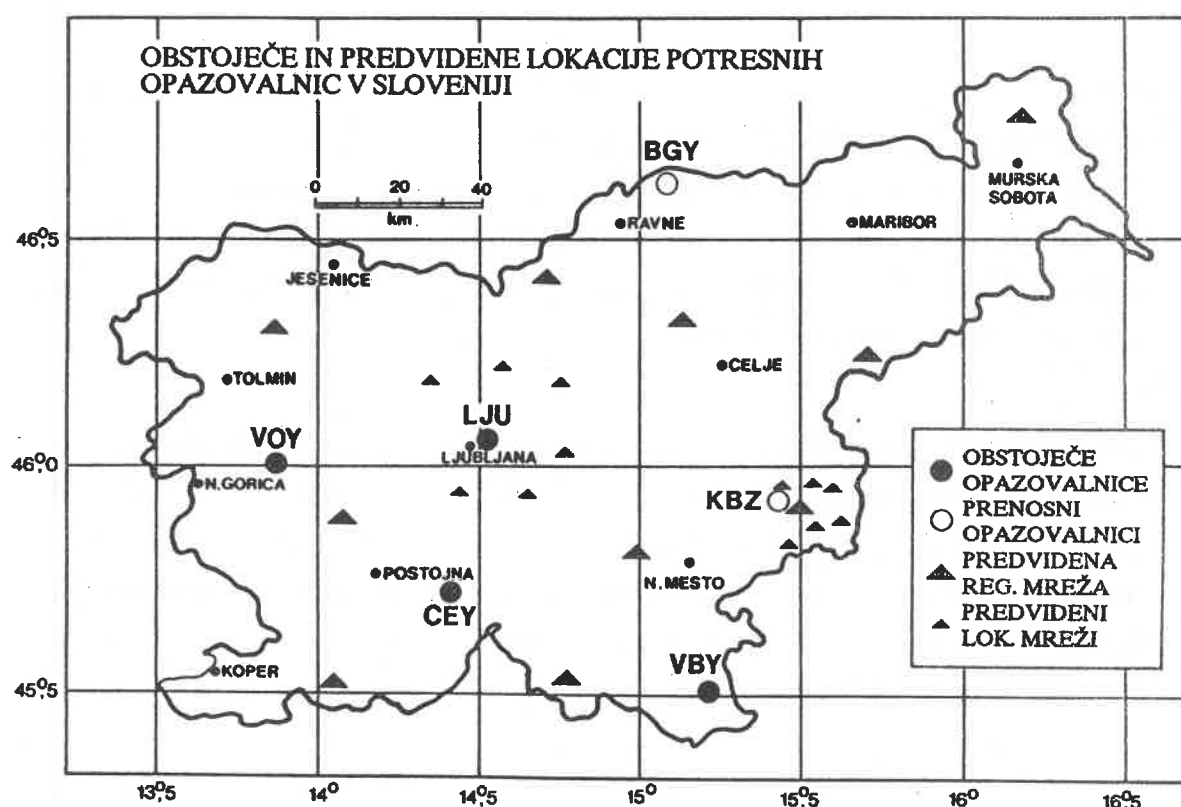 OBSTOJEČE IN PREDVIDENE LOKACIJE POTRESNIH
OPAZOVALNIC V SLOVENIJI
0 20 40
km
BGY
RAVNE
MARIBOR
MURSKA
SOBOTA
46°,5
JESENICE
TOLMIN
CELJE
LJU
LJUBLJANA
VOY
46°,0
N.GORICA
KBZ
POSTOJNA
CEY
N.MESTO
VBY
KOPER
45°,5
OBSTOJEČE
OPAZOVALNICE
PRENOSNI
OPAZOVALNICI
PREDVIDENA
REG. MREŽA
PREDVIDENI
LOK. MREŽI
13°,5 14° 14°,5 15° 15°,5 16° 16°,5